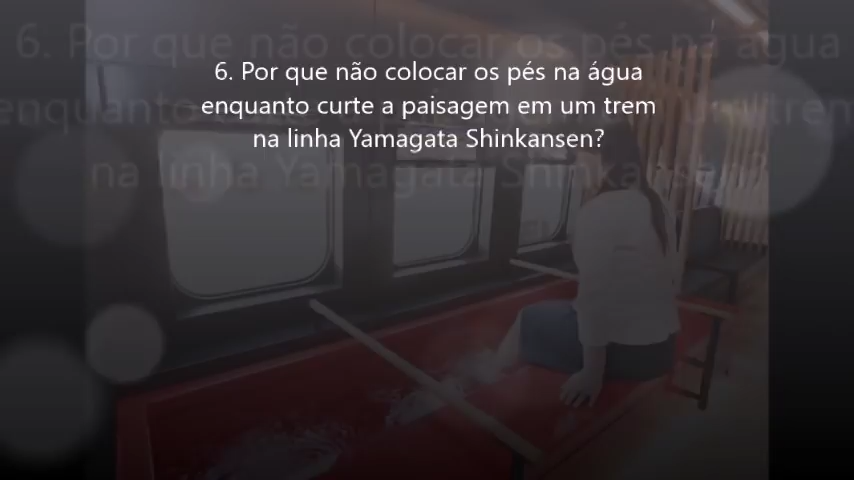 6. Por que não colocar os pés na água
enquanto curte a paisagem em um trem
na linha Yamagata Shinkansen?